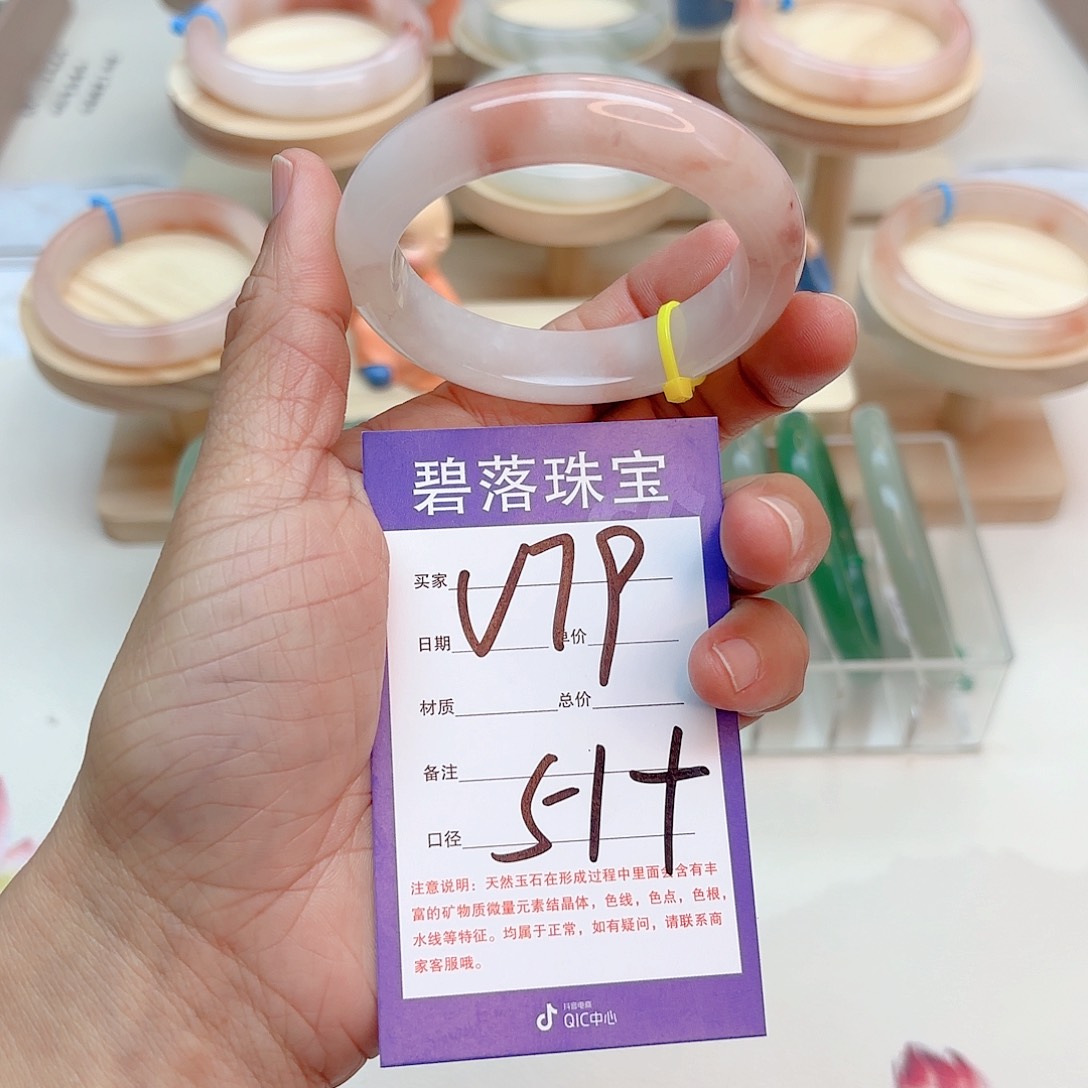 碧落珠宝
VIP
买家
日期 单价
材质 总价
备注
51+
口径
注意说明：天然玉石在形成过程中里面会含有丰
富的矿物质微量元素结晶体，色线，色点，色根，
水线等特征。均属于正常，如有疑问，请联系商
家客服哦。
抖音电商
QIC中心